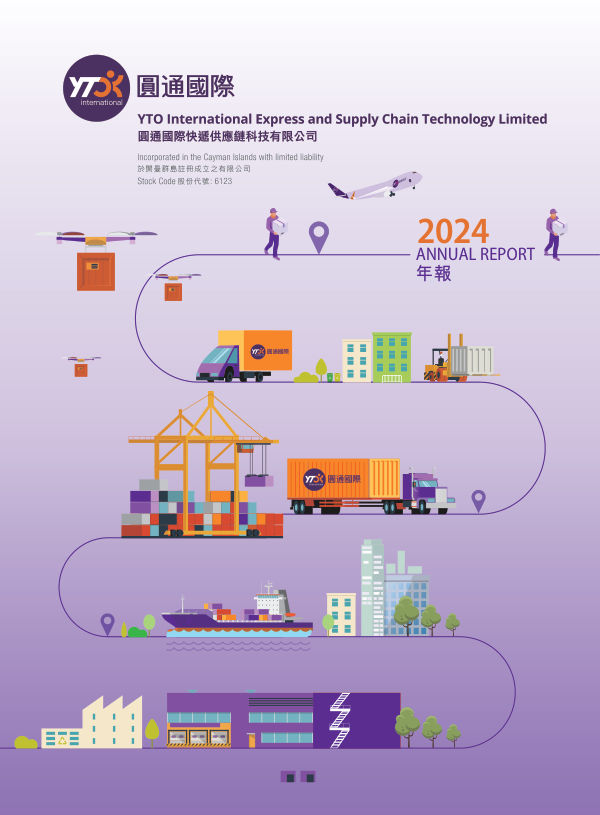 YTO
international
圓通國際
YTO International Express and Supply Chain Technology Limited
圓通國際快遞供應鏈科技有限公司
Incorporated in the Cayman Islands with limited liability
於開曼群島註冊成立之有限公司
Stock Code 股份代號: 6123
2024
ANNUAL REPORT
年報
YTO 圓通國際
YTO 圓通國際